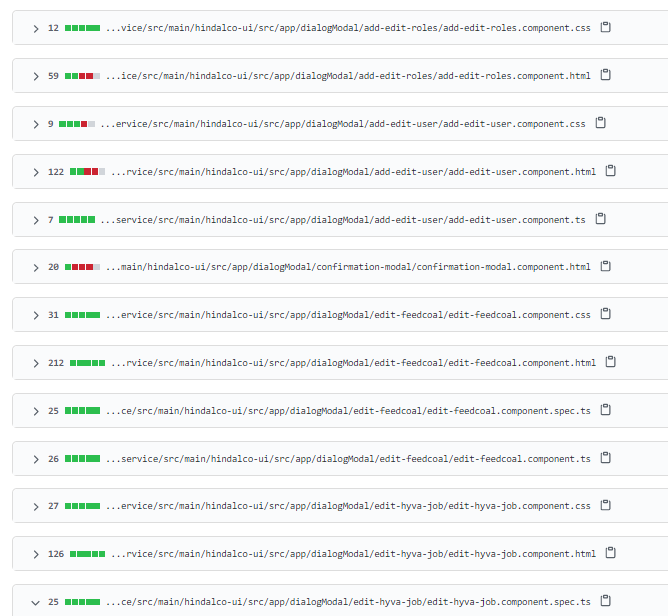 12 ...vice/src/main/hindalco-ui/src/app/dialogModal/add-edit-roles/add-edit-roles.component.css
59 ...ice/src/main/hindalco-ui/src/app/dialogModal/add-edit-roles/add-edit-roles.component.html
9 ...ervice/src/main/hindalco-ui/src/app/dialogModal/add-edit-user/add-edit-user.component.css
122 ...rvice/src/main/hindalco-ui/src/app/dialogModal/add-edit-user/add-edit-user.component.html
7 ...service/src/main/hindalco-ui/src/app/dialogModal/add-edit-user/add-edit-user.component.ts
20 ...main/hindalco-ui/src/app/dialogModal/confirmation-modal/confirmation-modal.component.html
31 ...ervice/src/main/hindalco-ui/src/app/dialogModal/edit-feedcoal/edit-feedcoal.component.css
212 ...rvice/src/main/hindalco-ui/src/app/dialogModal/edit-feedcoal/edit-feedcoal.component.html
25 ...ce/src/main/hindalco-ui/src/app/dialogModal/edit-feedcoal/edit-feedcoal.component.spec.ts
26 ...service/src/main/hindalco-ui/src/app/dialogModal/edit-feedcoal/edit-feedcoal.component.ts
27 ...ervice/src/main/hindalco-ui/src/app/dialogModal/edit-hyva-job/edit-hyva-job.component.css
126 ...rvice/src/main/hindalco-ui/src/app/dialogModal/edit-hyva-job/edit-hyva-job.component.html
25 ...ce/src/main/hindalco-ui/src/app/dialogModal/edit-hyva-job/edit-hyva-job.component.spec.ts